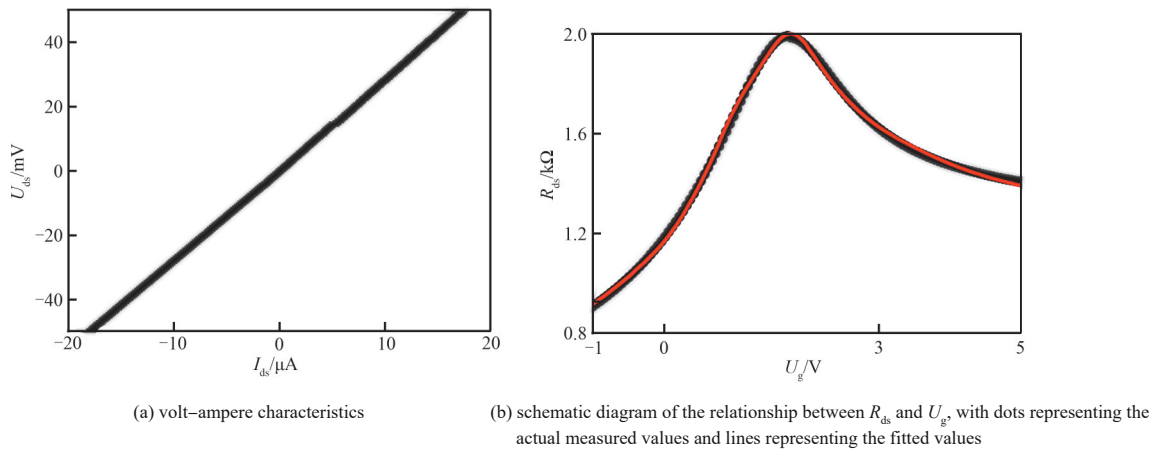 40
20
0
−20
−40
U_ds/mV
−20 −10 0 10 20
I_ds/μA
(a) volt−ampere characteristics
2.0
1.6
1.2
0.8
R_ds/kΩ
−1 0 3 5
U_g/V
(b) schematic diagram of the relationship between R_ds and U_g, with dots representing the
actual measured values and lines representing the fitted values